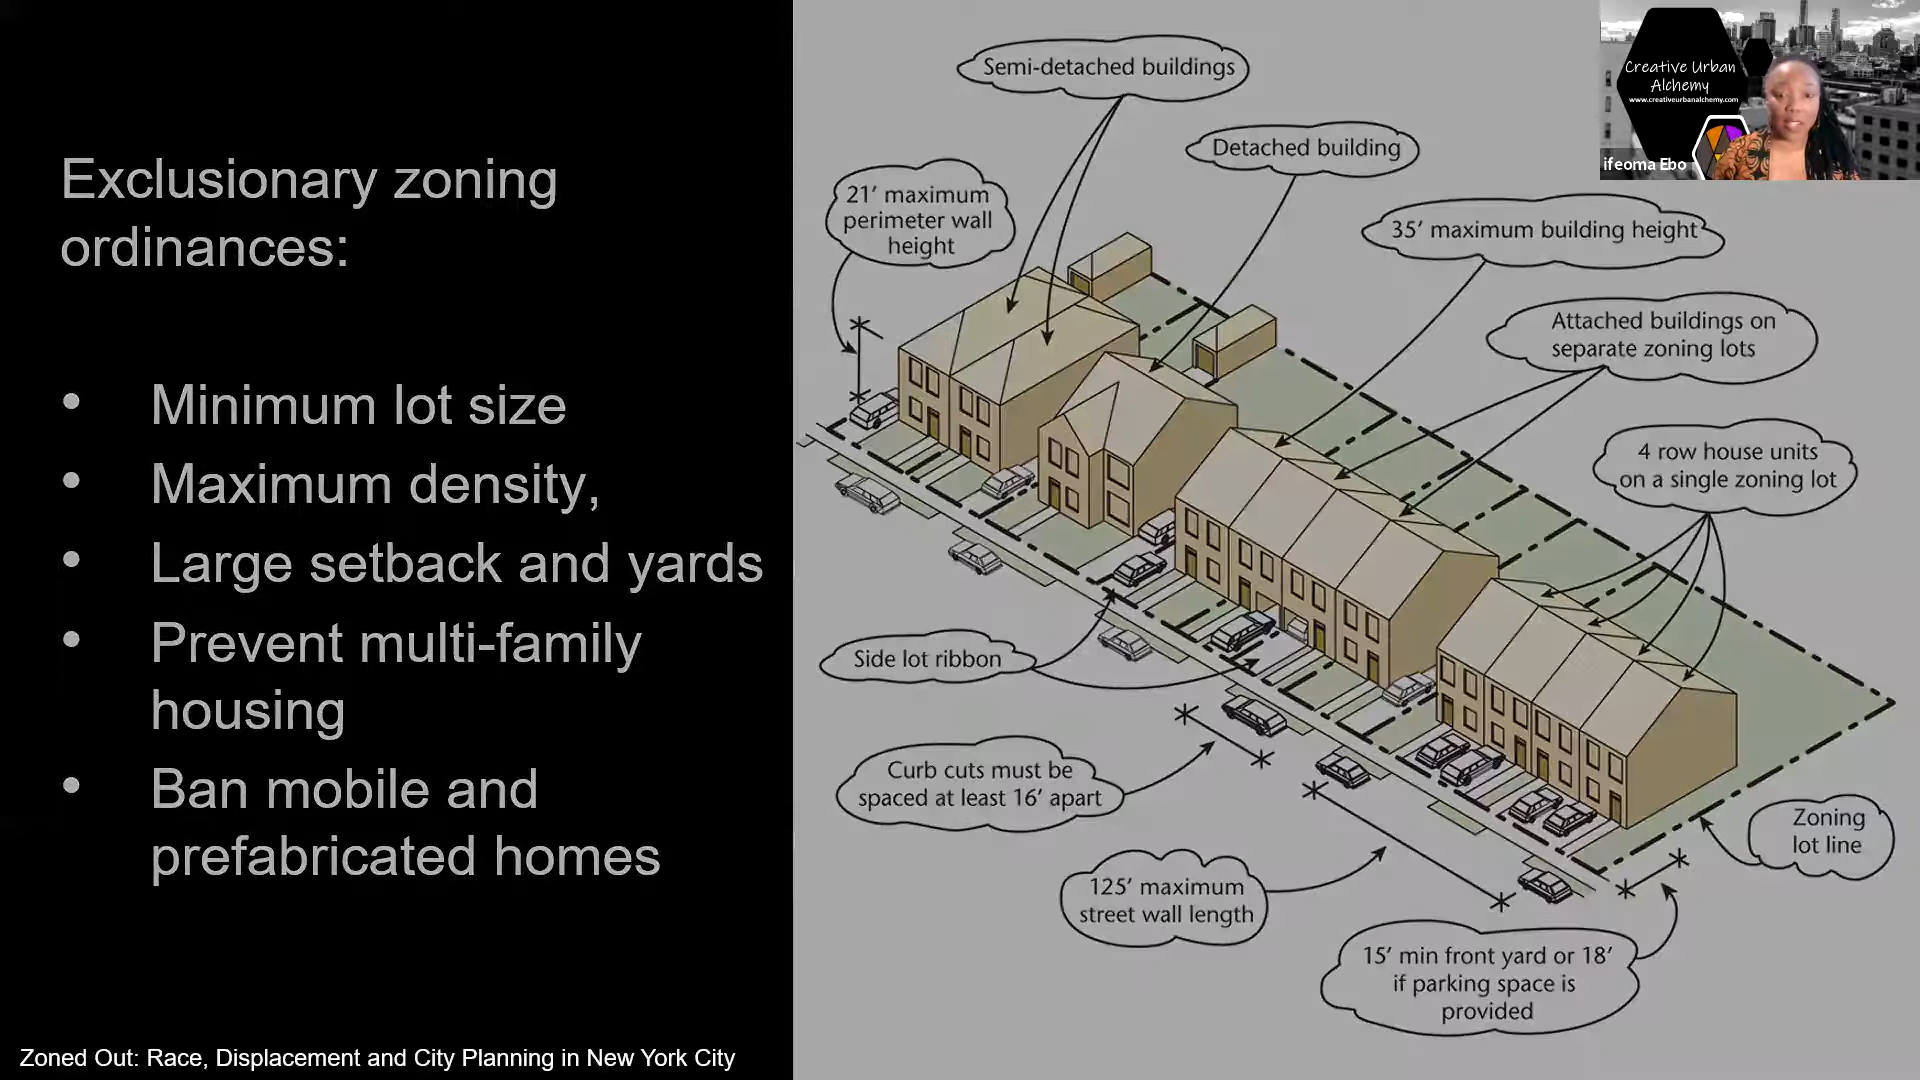 Exclusionary zoning
ordinances:
• Minimum lot size
• Maximum density,
• Large setback and yards
• Prevent multi-family
housing
• Ban mobile and
prefabricated homes
Zoned Out: Race, Displacement and City Planning in New York City
Semi-detached buildings
Detached building
21′ maximum
perimeter wall
height
35′ maximum building height
Attached buildings on
separate zoning lots
4 row house units
on a single zoning lot
Side lot ribbon
Curb cuts must be
spaced at least 16′ apart
125′ maximum
street wall length
15′ min front yard or 18′
if parking space is
provided
Zoning
lot line
Creative Urban
Alchemy
www.creativeurbanalchemy.com
ifeoma Ebo